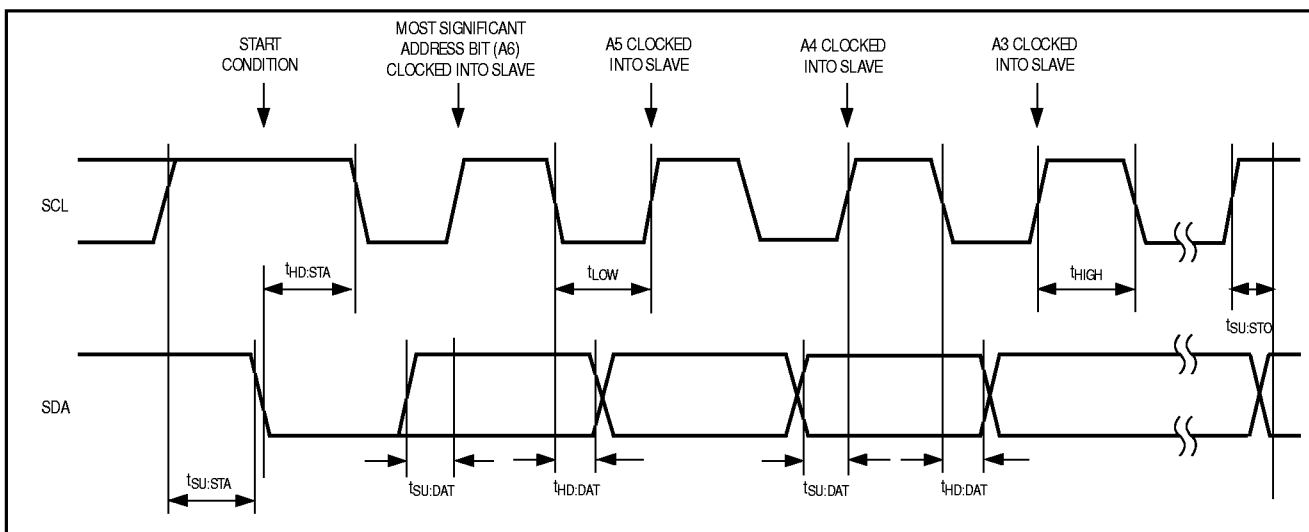 START
CONDITION
MOST SIGNIFICANT
ADDRESS BIT (A6)
CLOCKED INTO SLAVE
A5 CLOCKED
INTO SLAVE
A4 CLOCKED
INTO SLAVE
A3 CLOCKED
INTO SLAVE
SCL
tHD:STA
tLOW
tHIGH
tSU:STO
SDA
tSU:STA
tSU:DAT
tHD:DAT
tSU:DAT
tHD:DAT